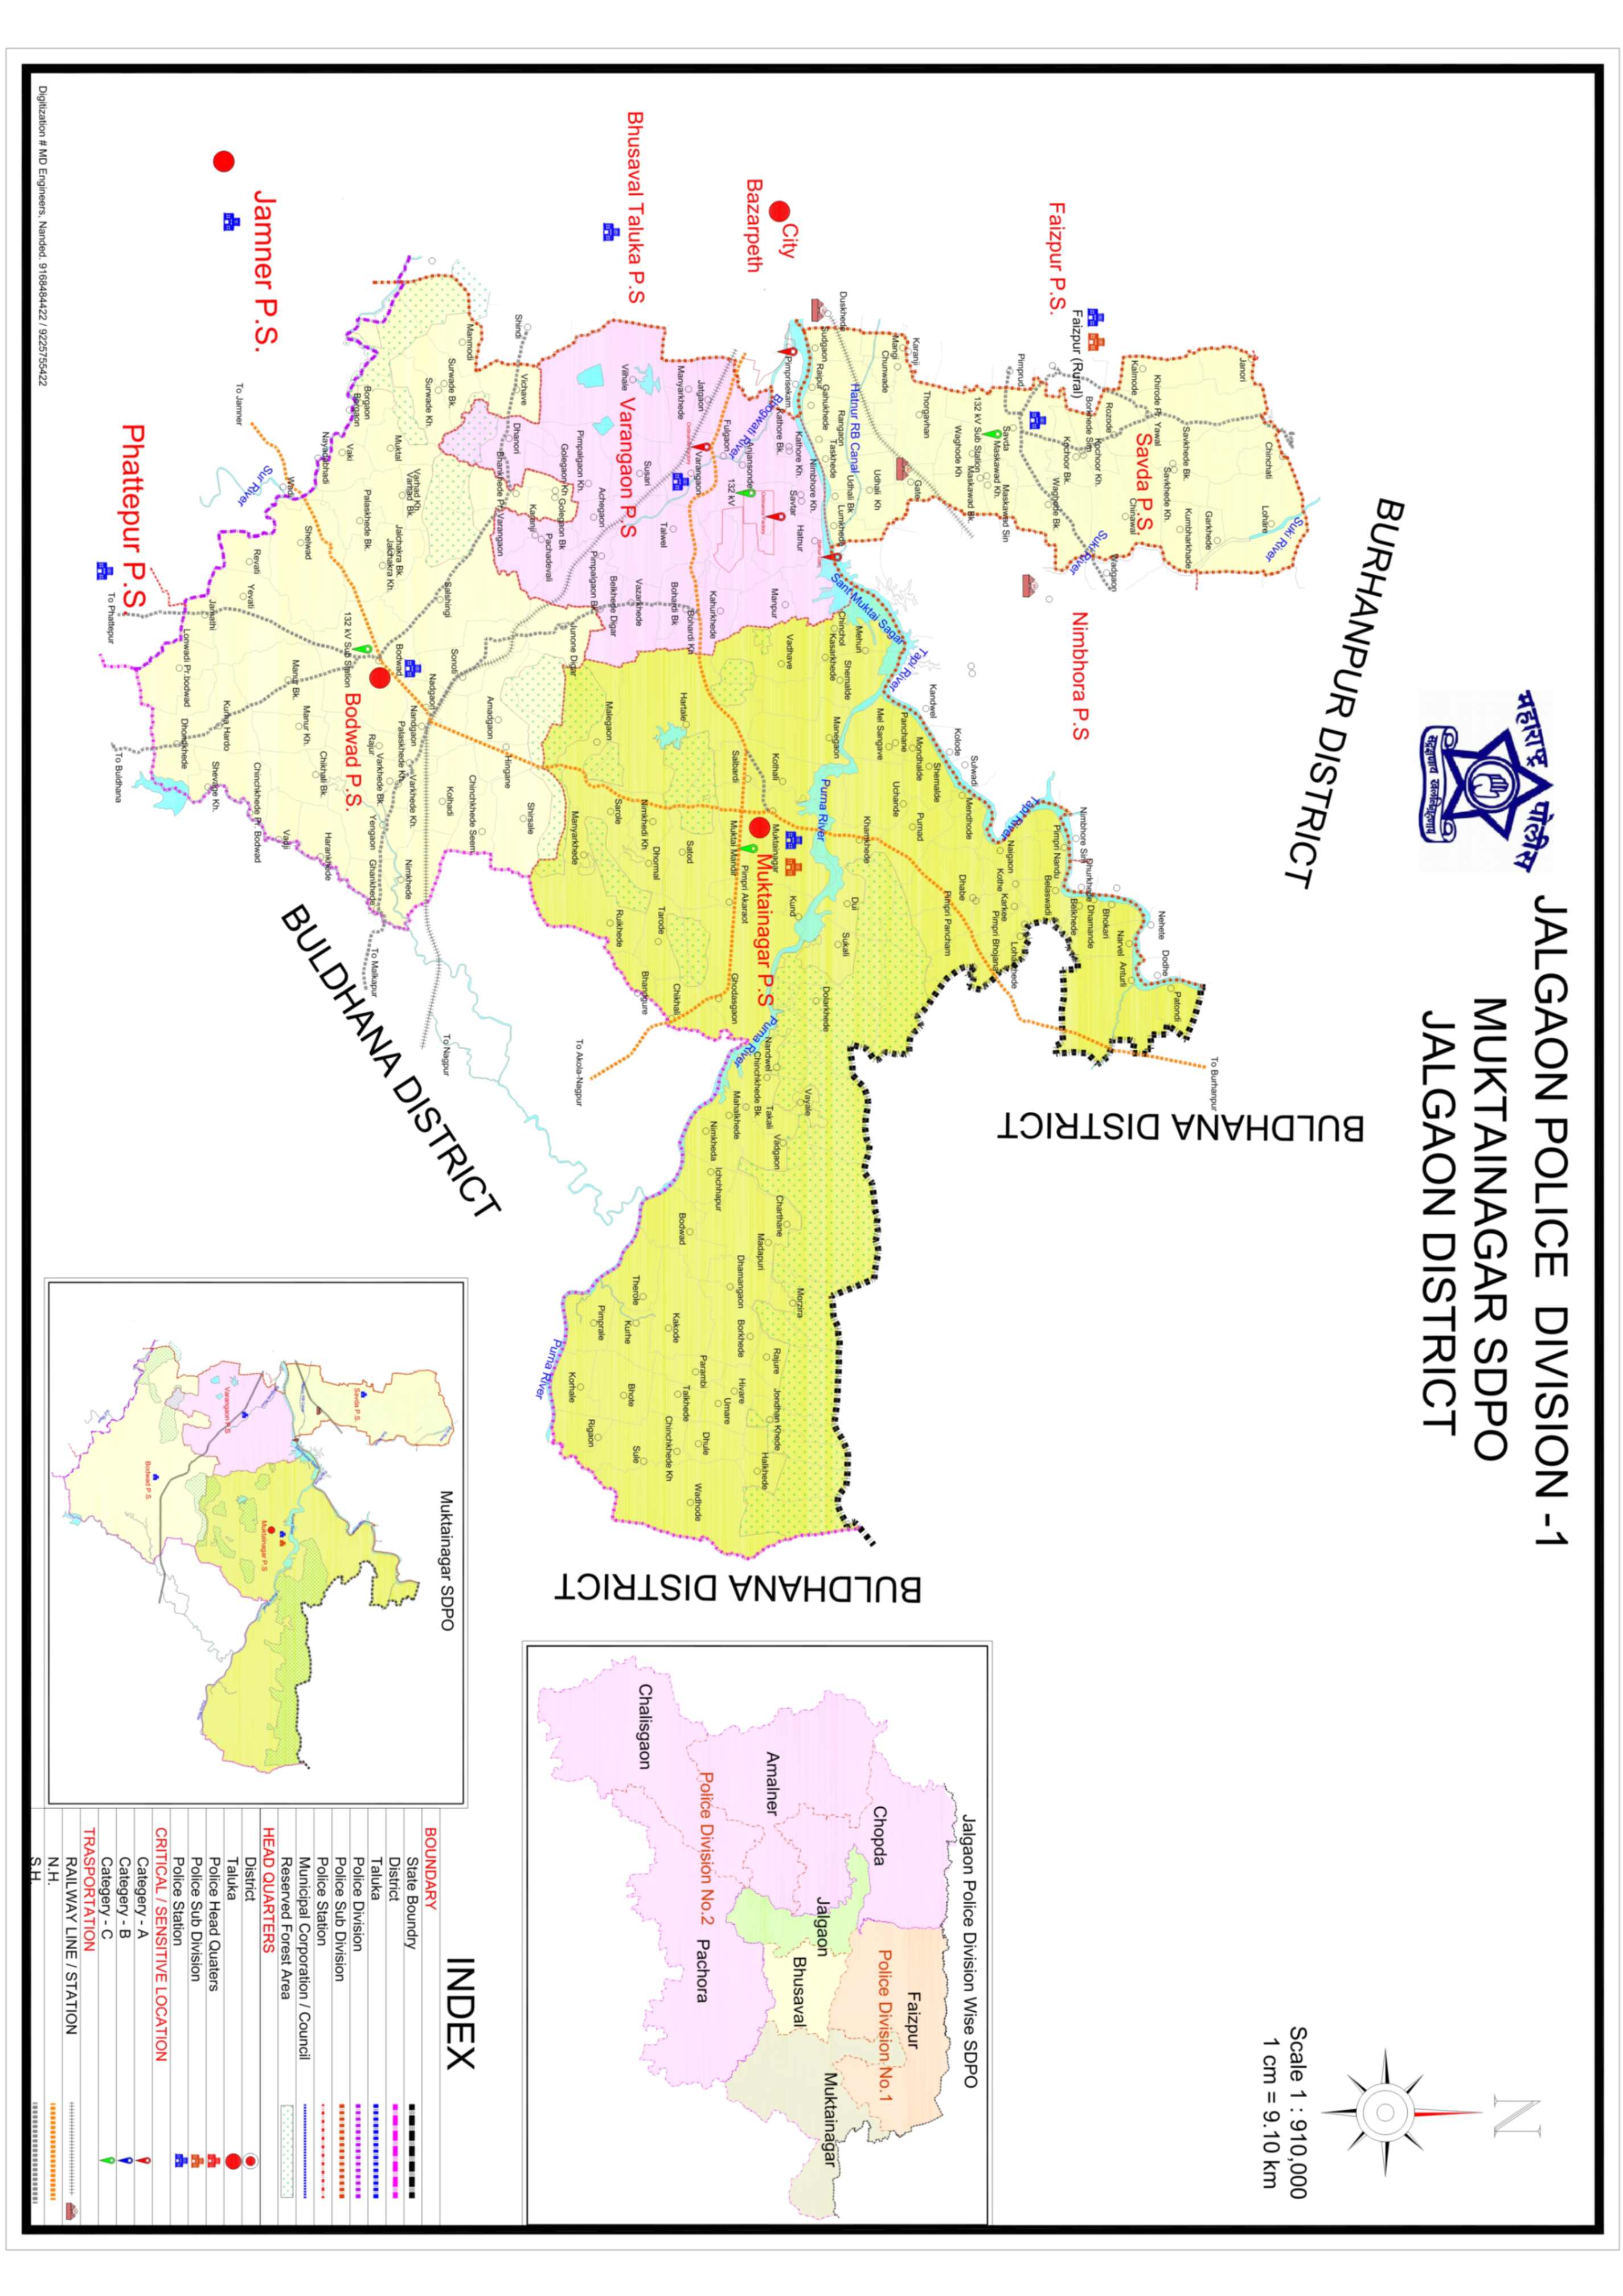 महाराष्ट्र पोलीस
सद्रक्षणाय खलनिग्रहणाय
JALGAON POLICE DIVISION -1
MUKTAINAGAR SDPO
JALGAON DISTRICT
N
Scale 1 : 910,000
1 cm = 9.10 km
BURHANPUR DISTRICT
BULDHANA DISTRICT
Suki River
Chinchati
Lohare
Janori
Garkhede
To Burhanpur
Savkhede Bk.
Kumbharkhade
Patondi
Savkhede Kh.
Nehete
Dodhe
Khirode Pr. Yawal
Savda P.S.
Kalmode
Chinawal
Narvel
Anturli
Rozode
Wadgaon
Bhokari
Kochoor Kh.
Suki River
Borkhede Sim
Dhurkhede
Dhamande
Nimbhore Sim
Faizpur (Rural)
Nimbhora P.S
Belkhede
Kochoor Bk.
Faizpur P.S.
Waghode Bk.
Pimpri Nandu
Belaswadi
Pimprud
Tapi River
Naigaon
Karkee
Loharkhede
Savda
Maskawad Sin
Maskawad Kh.
Kothe
Pimpri Bhojana
132 kV Sub Station
Maskawad Bk.
Sulwadi
Mendhode
Waghode Kh
Kolode
Dhabe
Pimpri Pancham
Thorgavhan
Kandwel
Shemalde
Karanji
Gate
Tapi River
Mondhalde
Purnad
Mangi
Panchane
Uchande
Chunwade
Udhali Kh
Mel Sangave
BULDHANA DISTRICT
Sant Muktai Sagar
Khamkhede
Hatnur RB Canal
Udhali Bk
Mehun
Shemalde
Dui
Sukali
Duskhede
Rangaon
Lumkhede
Chinchol
Manegaon
Taskhede
Kasarkhede
Sudgaon
Raipur
Gahukhede
Purna River
Dolarkhede
Nimbhore Kh.
Vayale
City
Pimprisekam
Kathore Kh.
Savtar
Hatnur
Vadhave
Kund
Morzira
Kathore Bk.
Manpur
Kothali
Muktainagar
Charthane
Bazarpeth
Bhogwati River
Ordinance Factory
Muktainagar P.S
Purna River
Nandwel
Takali
Vadgaon
Rajure
Jondhan Khede
Anjansonde
Pimpri Akaraot
Chinchkhede Bk.
Madapuri
Halkhede
132 kV
Salbardi
Muktai Mandir
Ghodasgaon
Mahalkhede
Dhamangaon
Borkhede
Hivare
Fulgaon
Umare
Kahurkhede
Nimkheda
Ichchhapur
Jatgaon
Varangaon
Parambi
Dhule
Wadhode
Ordinance Factory
Bohardi Kh
Hartale
Satod
Manyarkhede
Bodwad
Talkhede
Bohardi Bk
Chikhali
Kakode
Talwel
Chinchkhede Kh
Susari
Dhormal
Tarode
Nimkhedi Kh
Bhandgure
Bhusaval Taluka P.S
Vazarkhede
Therole
Vilhale
Varangaon P.S
Kurhe
Bhote
Sule
Sarole
Ruikhede
Belkhede Digar
Malegaon
Achegaon
Pimprale
Pimpalgaon Bk.
Rigaon
Pimpalgaon Kh.
Junone Digar
Manyarkhede
To Akola-Nagpur
Korhale
Golegaon Kh
Golegaon Bk
Pachadevali
Purna River
Karanji
Shirsale
Vichave
Shindi
Dhanori
Hingane
Bhankhede Pr. Varangaon
Amadgaon
Manmodi
Chinchkhede Seem
Surwade Bk.
Sonoti
Salshingi
Kolhadi
To Nagpur
Surwade Kh.
Nadgaon
Varhad Kh.
Varhad Bk.
Nandgaon
Varkhede Kh.
Nimkhede
BULDHANA DISTRICT
Muktal
Jalchakra Bk.
Bodwad
Palaskhede Kh.
Jalchakra Kh.
Varkhede Bk.
Borgaon
Palaskhede Bk.
Rajur
Yengaon
Ghankhede
To Malkapur
Borgaon
Vaki
132 kV Sub Station
Bodwad P.S.
Nayadabhadi
Chikhali Bk.
Harankhede
Shelwad
Manur Kh.
Wadi
Manur Bk.
Vadji
Jamner P.S.
Sur River
Revati
Yevati
Chinchkhede Pr. Bodwad
To Jamner
Kurha Hardo
Jamathi
Shevage Kh.
Lonwadi Pr.bodwad
Dhondkhede
Phattepur P.S.
To Phattepur
To Buldhana
Digitization # MD Engineers, Nanded. 9168484422 / 9225755422
Jalgaon Police Division Wise SDPO
Faizpur
Police Division No.1
Chopda
Muktainagar
Jalgaon
Bhusaval
Amalner
Police Division No.2
Pachora
Chalisgaon
Muktainagar SDPO
Savda P.S.
Muktainagar P.S
Varangaon P.S
Bodwad P.S.
INDEX
BOUNDARY
State Boundry
District
Taluka
Police Division
Police Sub Division
Police Station
Municipal Corporation / Council
Reserved Forest Area
HEAD QUARTERS
District
Taluka
Police Head Quaters
Police Sub Division
Police Station
CRITICAL / SENSITIVE LOCATION
Categery - A
Categery - B
Categery - C
TRASPORTATION
RAILWAY LINE / STATION
N.H.
S.H.